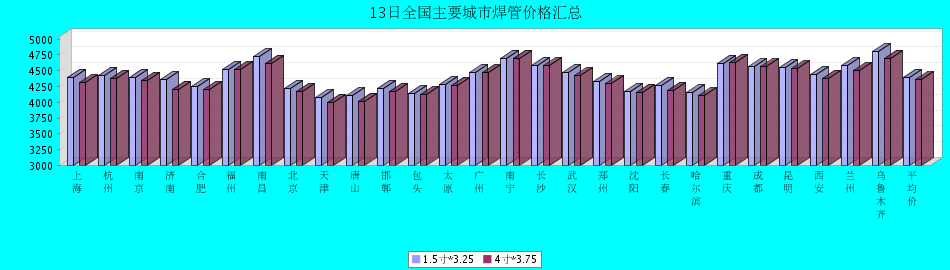 13日全国主要城市焊管价格汇总
5000
4750
4500
4250
4000
3750
3500
3250
3000
上海
杭州
南京
济南
合肥
福州
南昌
北京
天津
唐山
邯郸
包头
太原
广州
南宁
长沙
武汉
郑州
沈阳
长春
哈尔滨
重庆
成都
昆明
西安
兰州
乌鲁木齐
平均价
1.5寸*3.25
4寸*3.75